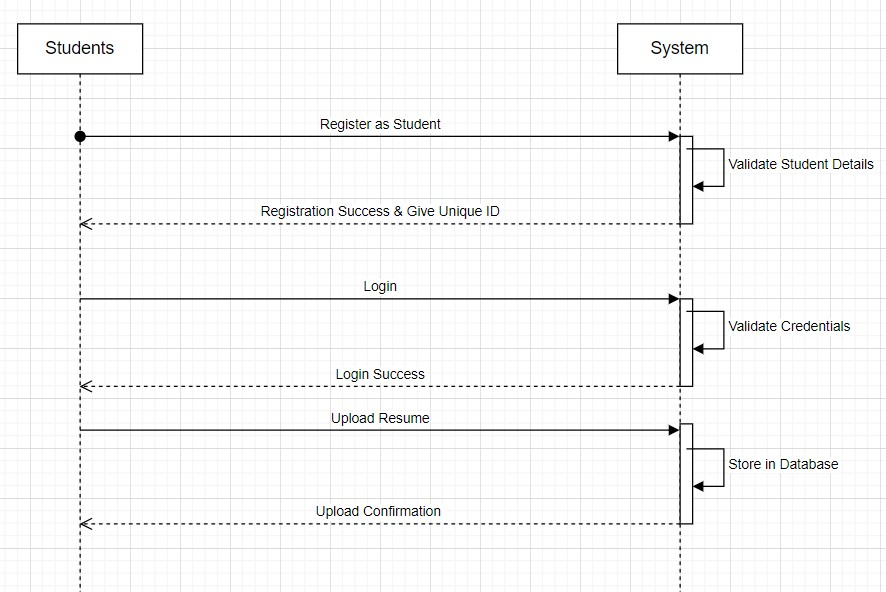 Students
System
Register as Student
Validate Student Details
Registration Success & Give Unique ID
Login
Validate Credentials
Login Success
Upload Resume
Store in Database
Upload Confirmation